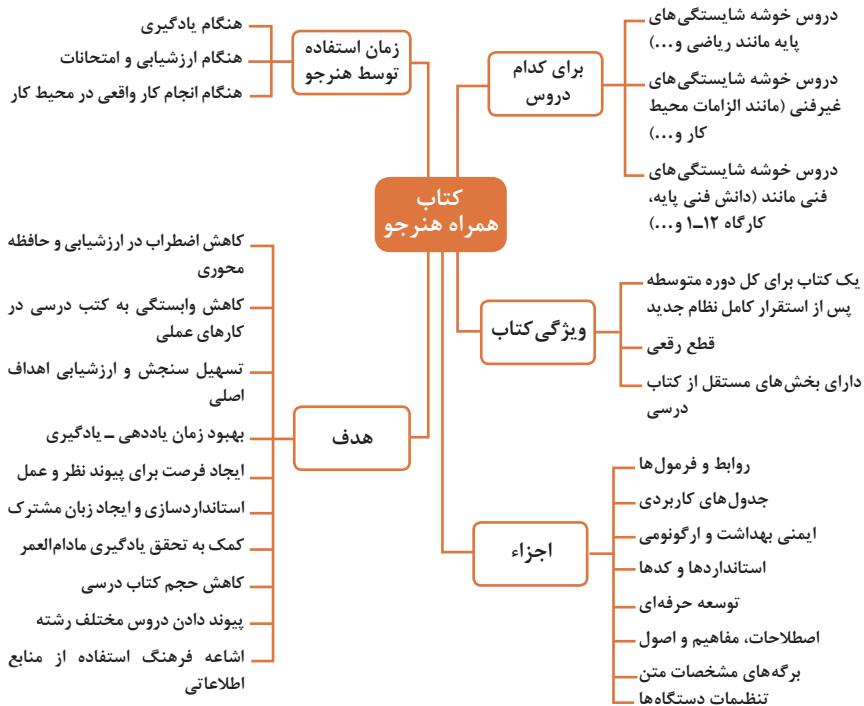 کتاب
همراه هنرجو
برای کدام
دروس
دروس خوشه شایستگی‌های
پایه مانند ریاضی و...)
دروس خوشه شایستگی‌های
غیرفنی (مانند الزامات محیط
کار و...)
دروس خوشه شایستگی‌های
فنی مانند (دانش فنی پایه،
کارگاه ۱۲ـ۱ و...)
ویژگی کتاب
یک کتاب برای کل دوره متوسطه
پس از استقرار کامل نظام جدید
قطع رقعی
دارای بخش‌های مستقل از کتاب
درسی
اجزاء
روابط و فرمول‌ها
جدول‌های کاربردی
ایمنی بهداشت و ارگونومی
استانداردها و کدها
توسعه حرفه‌ای
اصطلاحات، مفاهیم و اصول
برگه‌های مشخصات متن
تنظیمات دستگاه‌ها
زمان استفاده
توسط هنرجو
هنگام یادگیری
هنگام ارزشیابی و امتحانات
هنگام انجام کار واقعی در محیط کار
هدف
کاهش اضطراب در ارزشیابی و حافظه
محوری
کاهش وابستگی به کتب درسی در
کارهای عملی
تسهیل سنجش و ارزشیابی اهداف
اصلی
بهبود زمان یاددهی ـ یادگیری
ایجاد فرصت برای پیوند نظر و عمل
استانداردسازی و ایجاد زبان مشترک
کمک به تحقق یادگیری مادام‌العمر
کاهش حجم کتاب درسی
پیوند دادن دروس مختلف رشته
اشاعه فرهنگ استفاده از منابع
اطلاعاتی